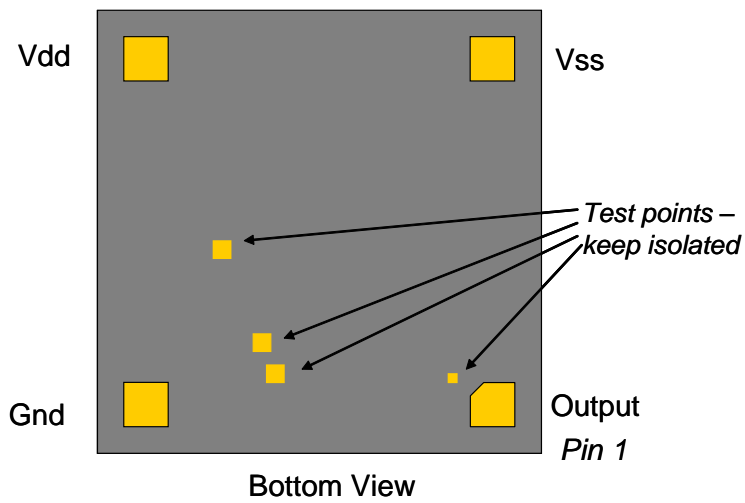 Vdd
Vss
Test points –
keep isolated
Gnd
Output
Pin 1
Bottom View